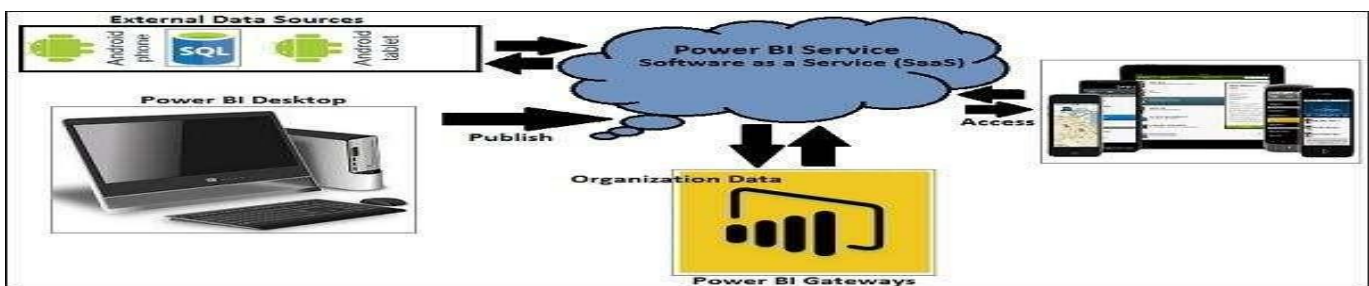 External Data Sources
Android
phone
SQL
Android
tablet
Power BI Service
Software as a Service (SaaS)
Power BI Desktop
Publish
Access
Organization Data
Power BI Gateways